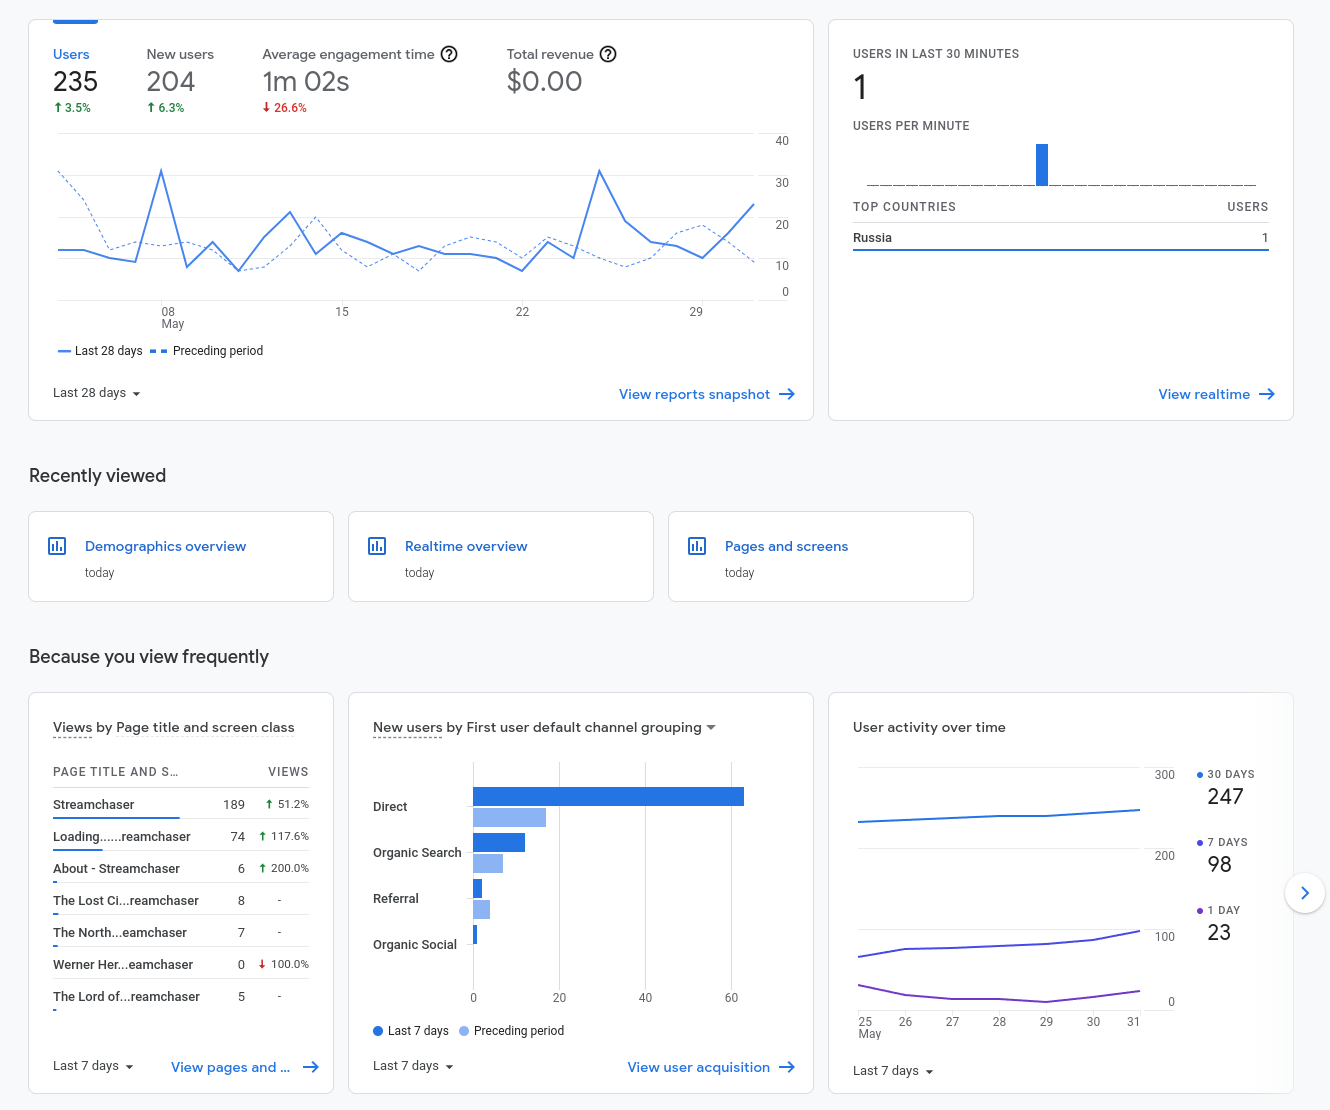 Users New users Average engagement time Total revenue
235 204 1m 02s $0.00
3.5% 6.3% 26.6%
40
30
20
10
0
08 15 22 29
May
Last 28 days Preceding period
Last 28 days View reports snapshot
USERS IN LAST 30 MINUTES
1
USERS PER MINUTE
TOP COUNTRIES USERS
Russia 1
View realtime
Recently viewed
Demographics overview
today
Realtime overview
today
Pages and screens
today
Because you view frequently
Views by Page title and screen class
PAGE TITLE AND S... VIEWS
Streamchaser 189 51.2%
Loading......reamchaser 74 117.6%
About - Streamchaser 6 200.0%
The Lost Ci...reamchaser 8 -
The North...eamchaser 7 -
Werner Her...eamchaser 0 100.0%
The Lord of...reamchaser 5 -
Last 7 days View pages and ...
New users by First user default channel grouping
Direct
Organic Search
Referral
Organic Social
0 20 40 60
Last 7 days Preceding period
Last 7 days View user acquisition
User activity over time
300
200
100
0
25 26 27 28 29 30 31
May
30 DAYS
247
7 DAYS
98
1 DAY
23
Last 7 days